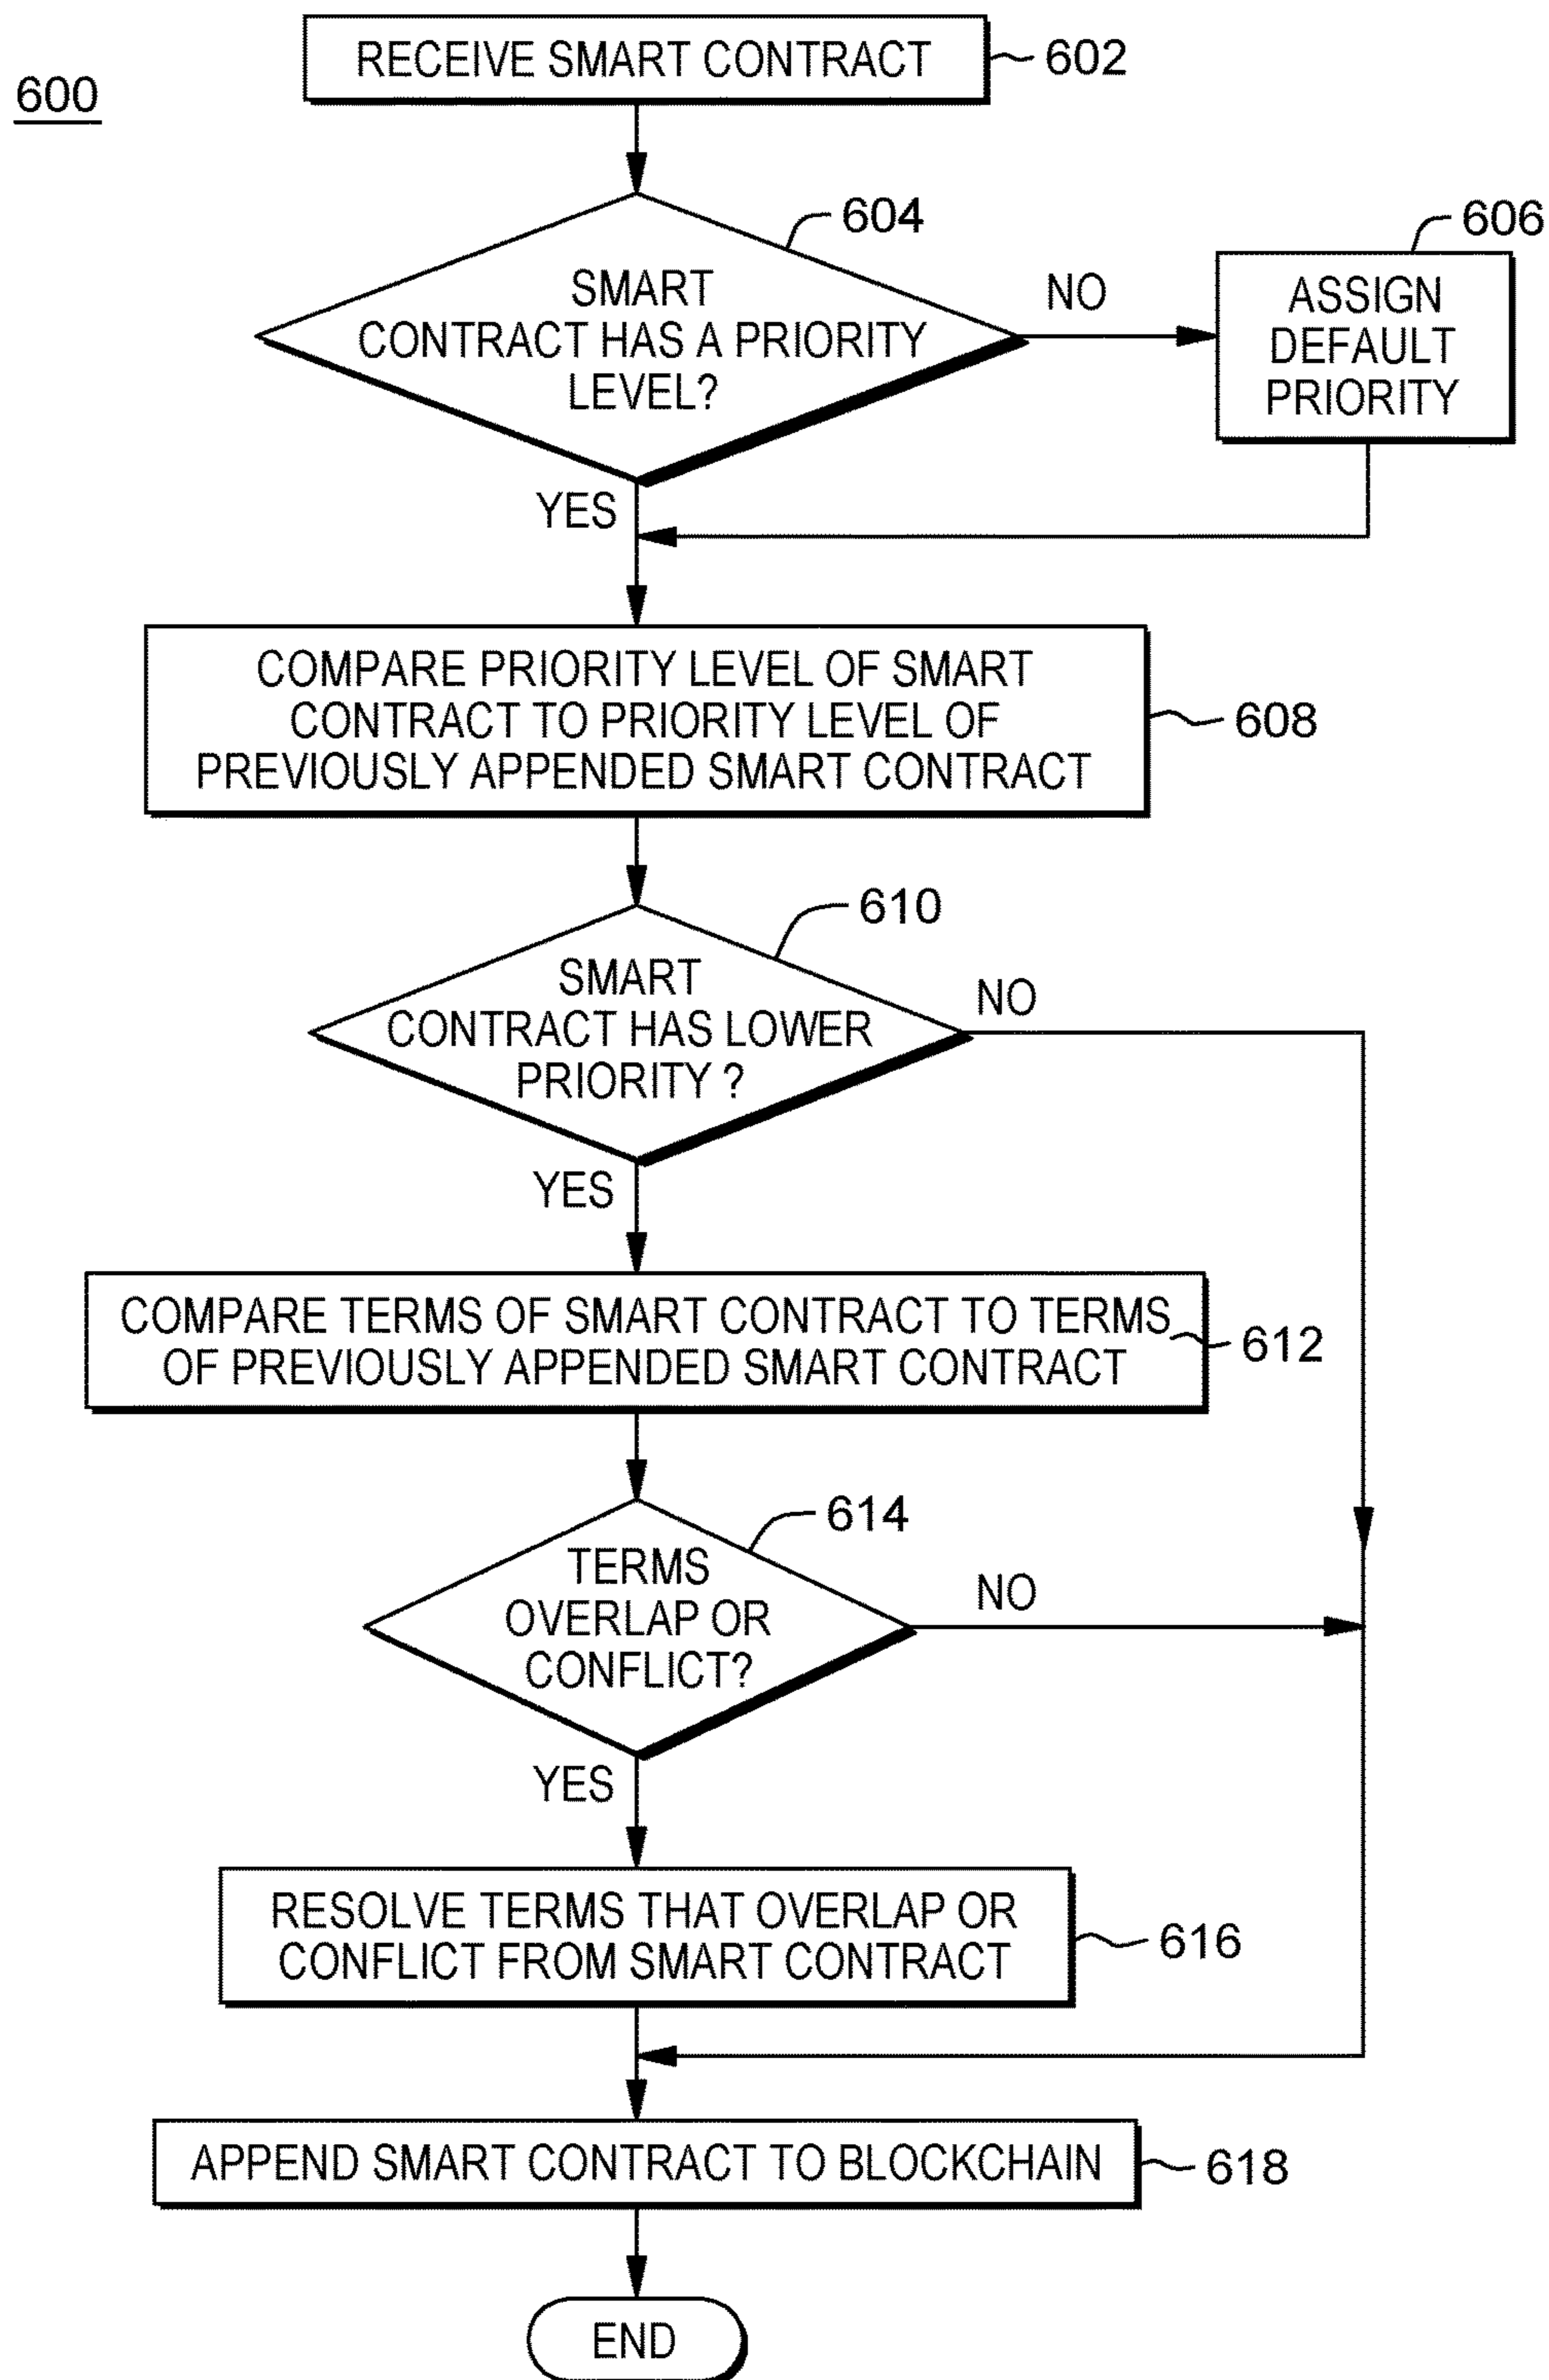 600
RECEIVE SMART CONTRACT
602
604
SMART
CONTRACT HAS A PRIORITY
LEVEL?
NO
606
ASSIGN
DEFAULT
PRIORITY
YES
COMPARE PRIORITY LEVEL OF SMART
CONTRACT TO PRIORITY LEVEL OF
PREVIOUSLY APPENDED SMART CONTRACT
608
610
SMART
CONTRACT HAS LOWER
PRIORITY ?
NO
YES
COMPARE TERMS OF SMART CONTRACT TO TERMS
OF PREVIOUSLY APPENDED SMART CONTRACT
612
614
TERMS
OVERLAP OR
CONFLICT?
NO
YES
RESOLVE TERMS THAT OVERLAP OR
CONFLICT FROM SMART CONTRACT
616
APPEND SMART CONTRACT TO BLOCKCHAIN
618
END